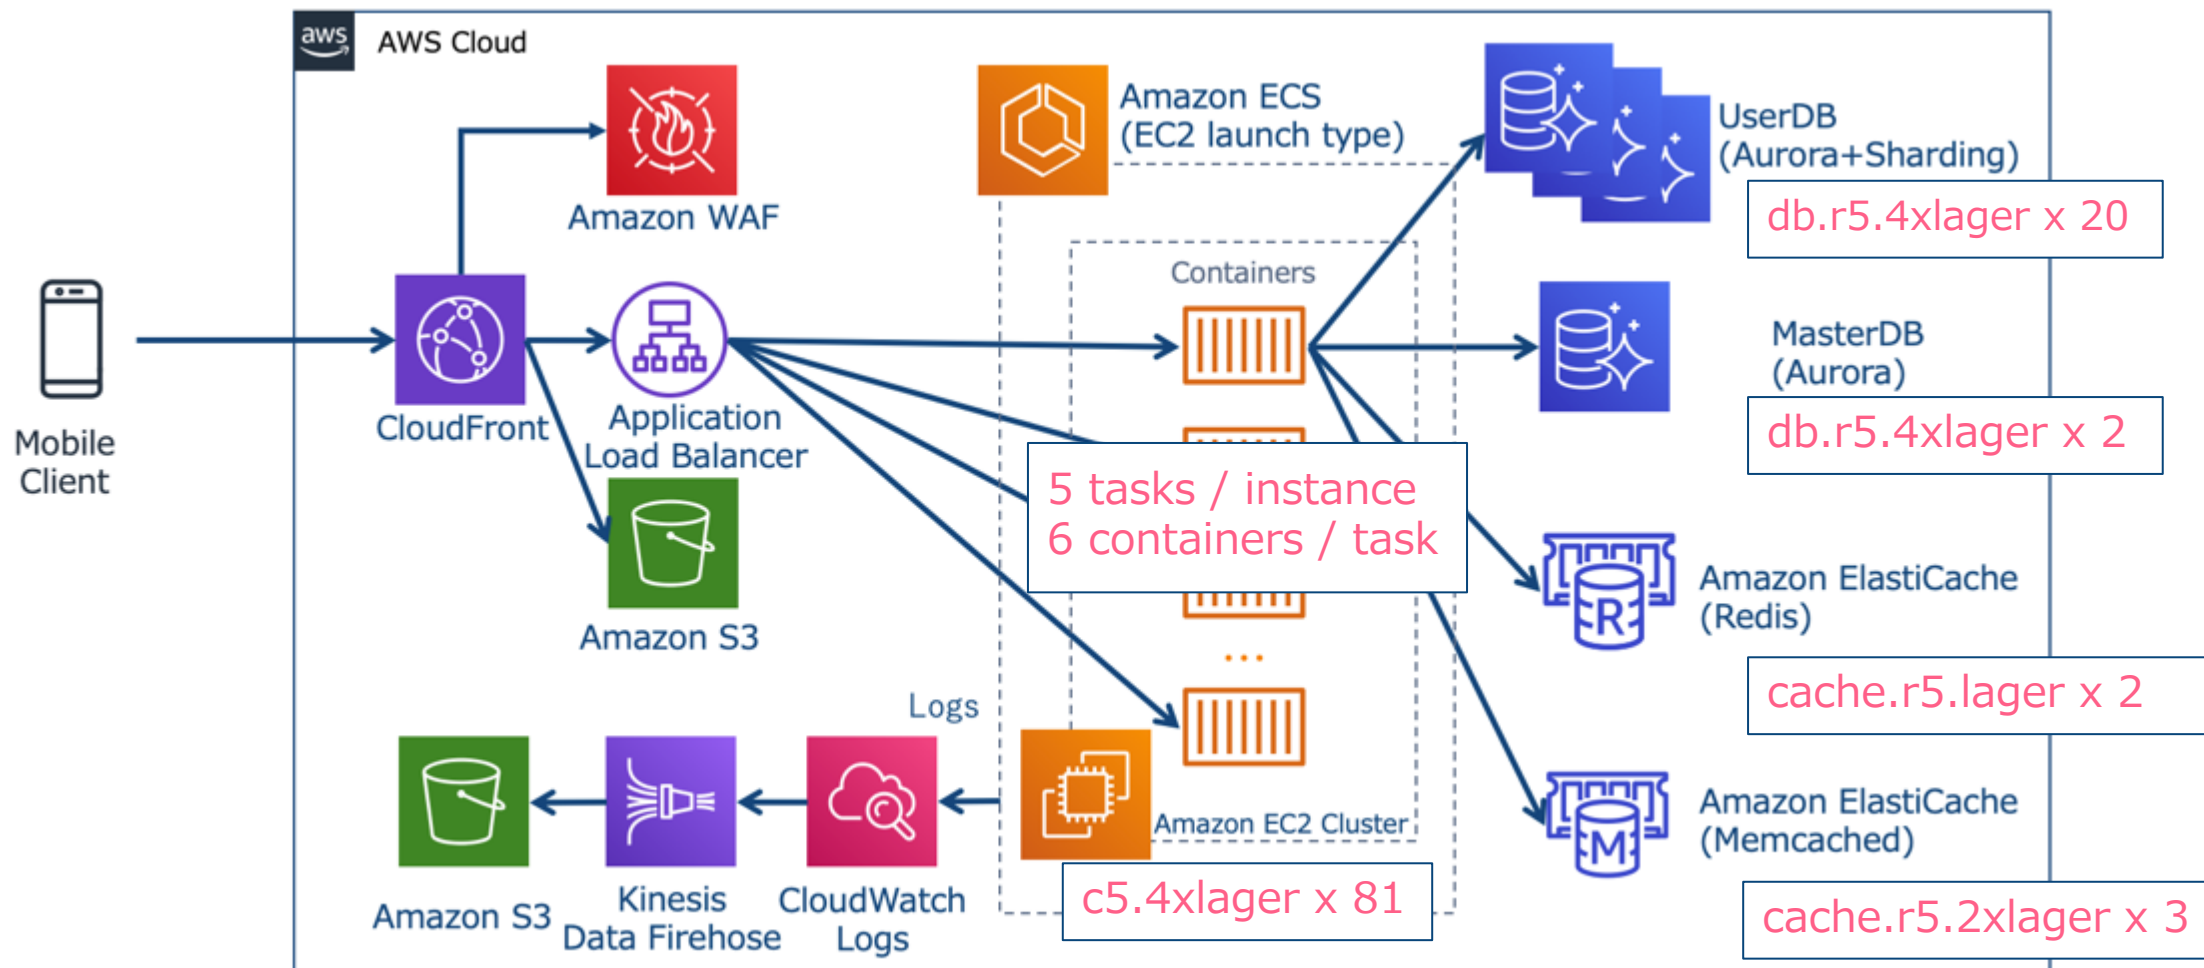 aws
AWS Cloud
Amazon WAF
Amazon ECS
(EC2 launch type)
UserDB
(Aurora+Sharding)
db.r5.4xlager x 20
Containers
Mobile
Client
CloudFront
Application
Load Balancer
MasterDB
(Aurora)
db.r5.4xlager x 2
5 tasks / instance
6 containers / task
Amazon S3
R
Amazon ElastiCache
(Redis)
cache.r5.lager x 2
...
Logs
Amazon S3
Kinesis
Data Firehose
CloudWatch
Logs
Amazon EC2 Cluster
c5.4xlager x 81
M
Amazon ElastiCache
(Memcached)
cache.r5.2xlager x 3